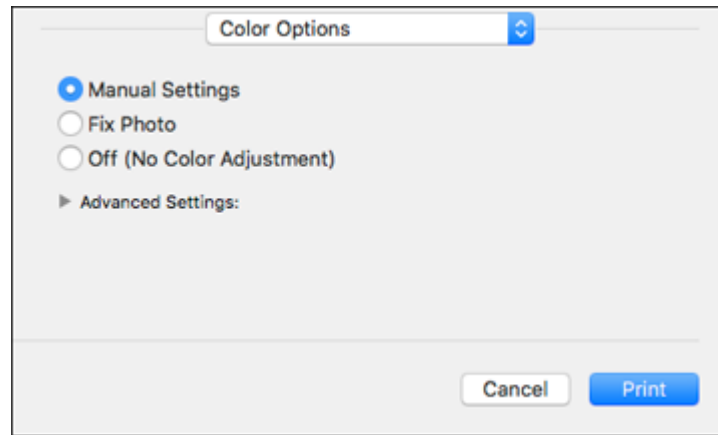 Color Options
Manual Settings
Fix Photo
Off (No Color Adjustment)
Advanced Settings:
Cancel Print